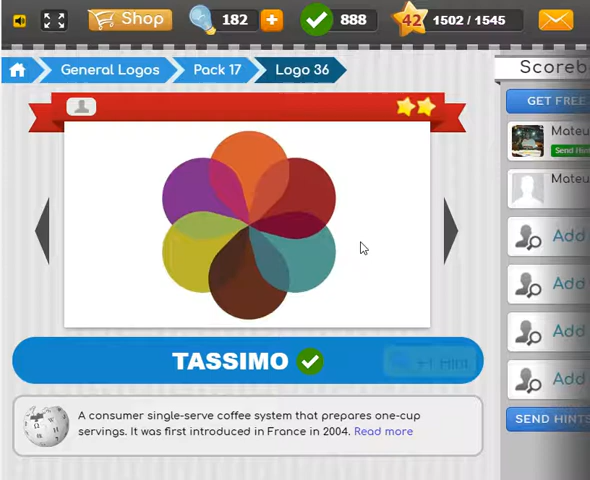 Shop
182
888
42
1502 / 1545
General Logos
Pack 17
Logo 36
Scoreb
GET FREE
Mateu
Send Hin
Mateu
Add
Add
Add
Add
TASSIMO
+1 Hint
A consumer single-serve coffee system that prepares one-cup
servings. It was first introduced in France in 2004. Read more
SEND HINTS